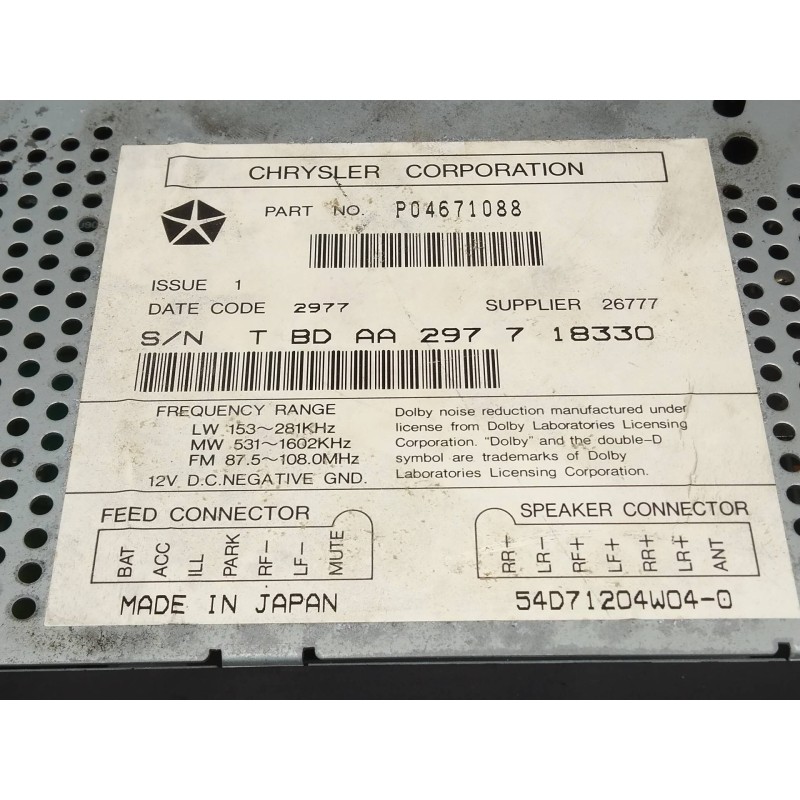 CHRYSLER CORPORATION
PART NO. P04671088
ISSUE 1
DATE CODE 2977 SUPPLIER 26777
S/N T BD AA 297 7 18330
FREQUENCY RANGE
LW 153~281KHz
MW 531~1602KHz
FM 87.5~108.0MHz
12V D.C.NEGATIVE GND.
Dolby noise reduction manufactured under
license from Dolby Laboratories Licensing
Corporation. "Dolby" and the double-D
symbol are trademarks of Dolby
Laboratories Licensing Corporation.
FEED CONNECTOR
BAT ACC ILL PARK RF- LF- MUTE
SPEAKER CONNECTOR
RR+ LR- RF+ LF+ RR+ LR+ ANT
MADE IN JAPAN
54D71204W04-0